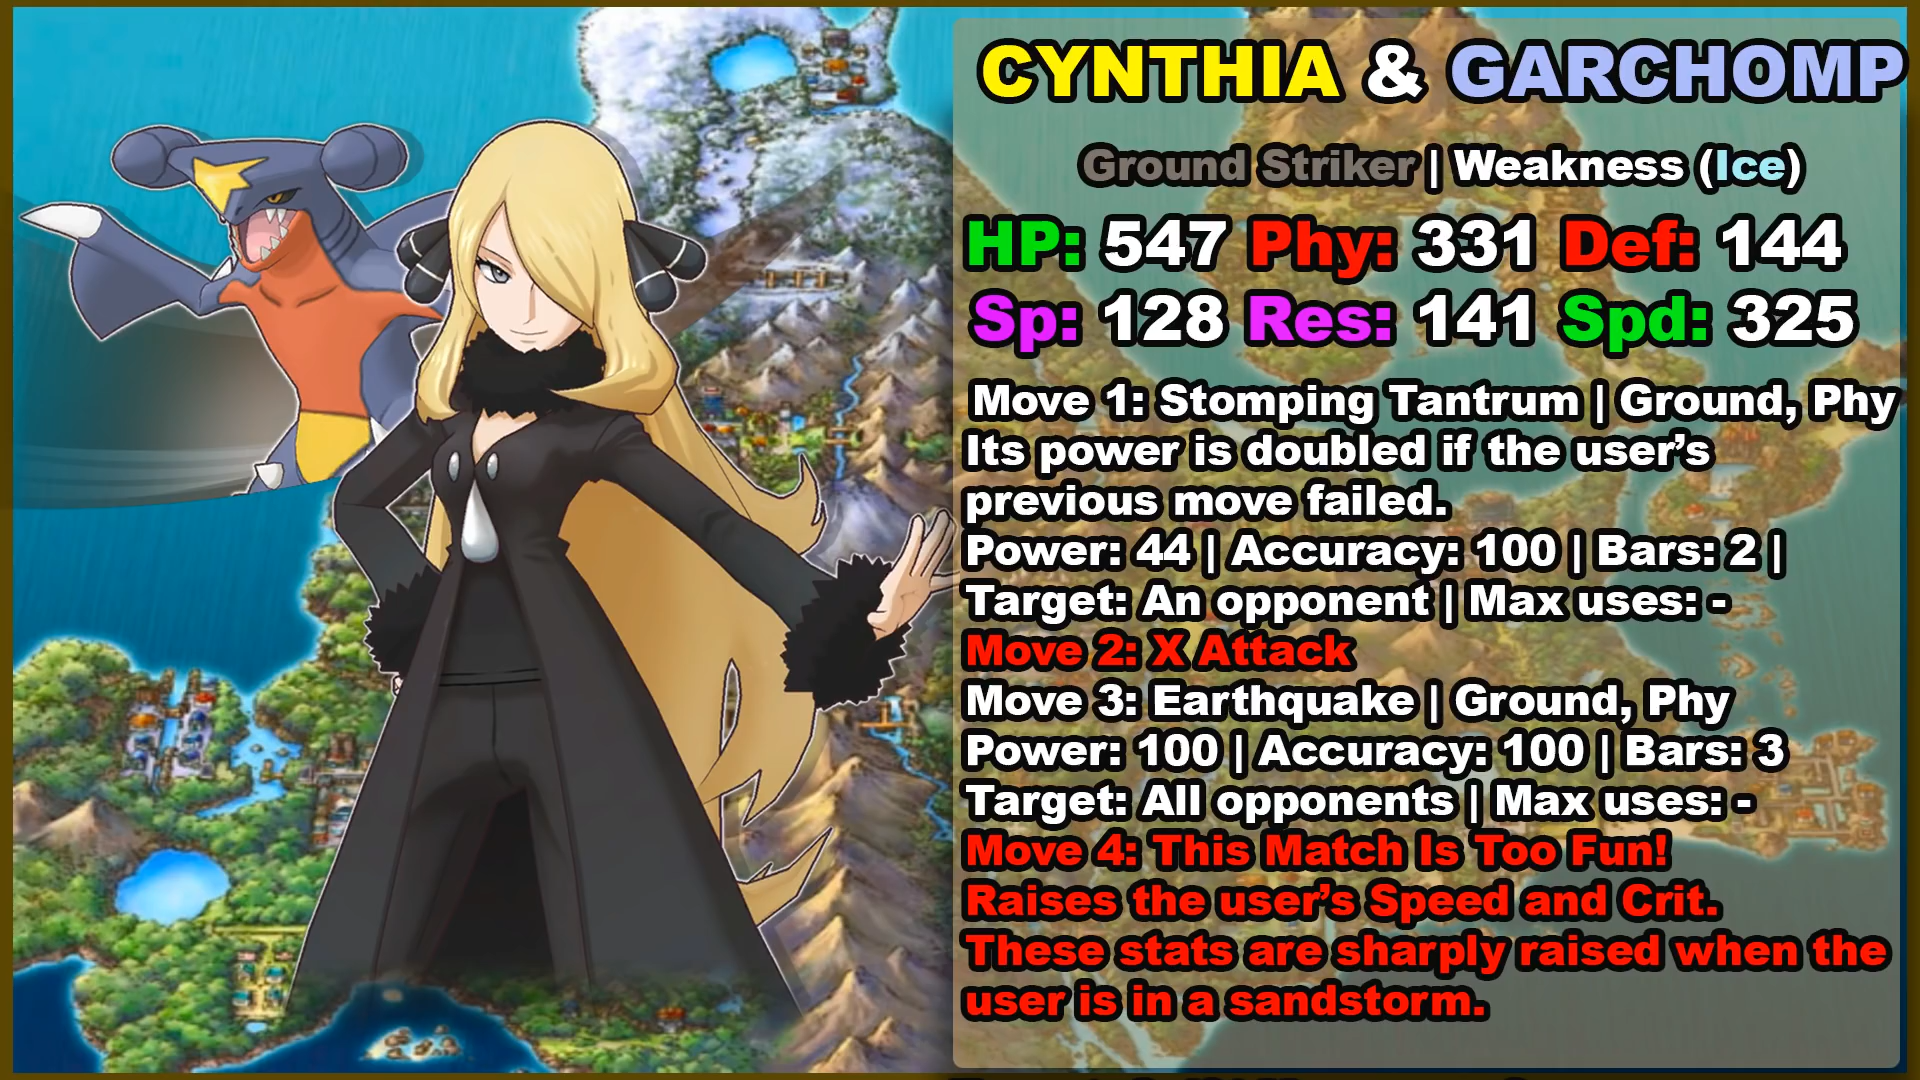 CYNTHIA & GARCHOMP
Ground Striker | Weakness (Ice)
HP: 547 Phy: 331 Def: 144
Sp: 128 Res: 141 Spd: 325
Move 1: Stomping Tantrum | Ground, Phy
Its power is doubled if the user’s
previous move failed.
Power: 44 | Accuracy: 100 | Bars: 2 |
Target: An opponent | Max uses: -
Move 2: X Attack
Move 3: Earthquake | Ground, Phy
Power: 100 | Accuracy: 100 | Bars: 3
Target: All opponents | Max uses: -
Move 4: This Match Is Too Fun!
Raises the user’s Speed and Crit.
These stats are sharply raised when the
user is in a sandstorm.